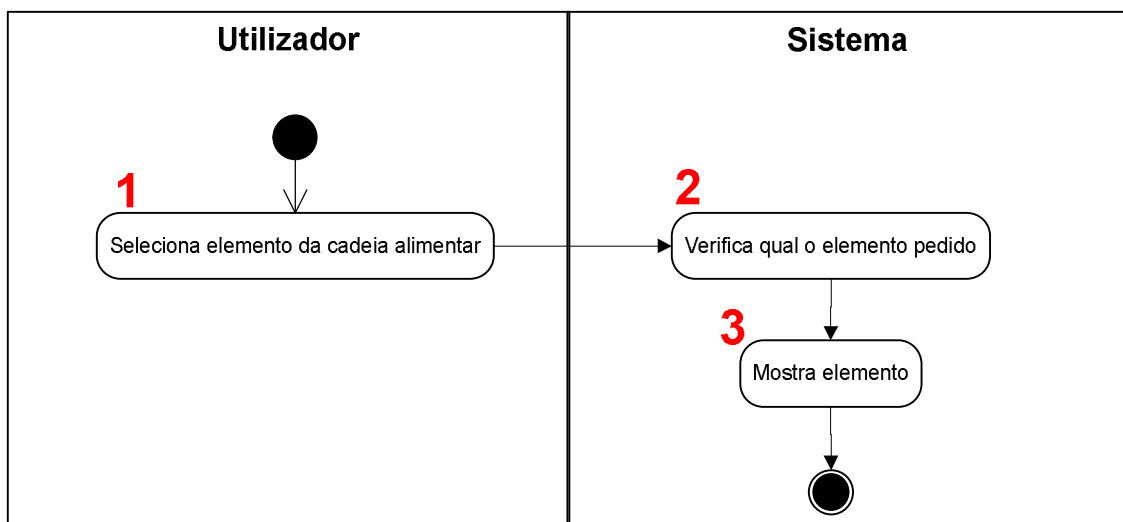 Utilizador
Sistema
1
Seleciona elemento da cadeia alimentar
2
Verifica qual o elemento pedido
3
Mostra elemento